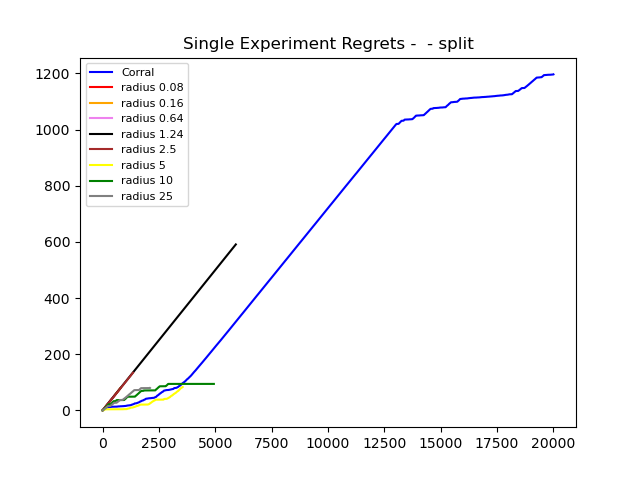 Single Experiment Regrets -  - split
1200
1000
800
600
400
200
0
Corral
radius 0.08
radius 0.16
radius 0.64
radius 1.24
radius 2.5
radius 5
radius 10
radius 25
0 2500 5000 7500 10000 12500 15000 17500 20000